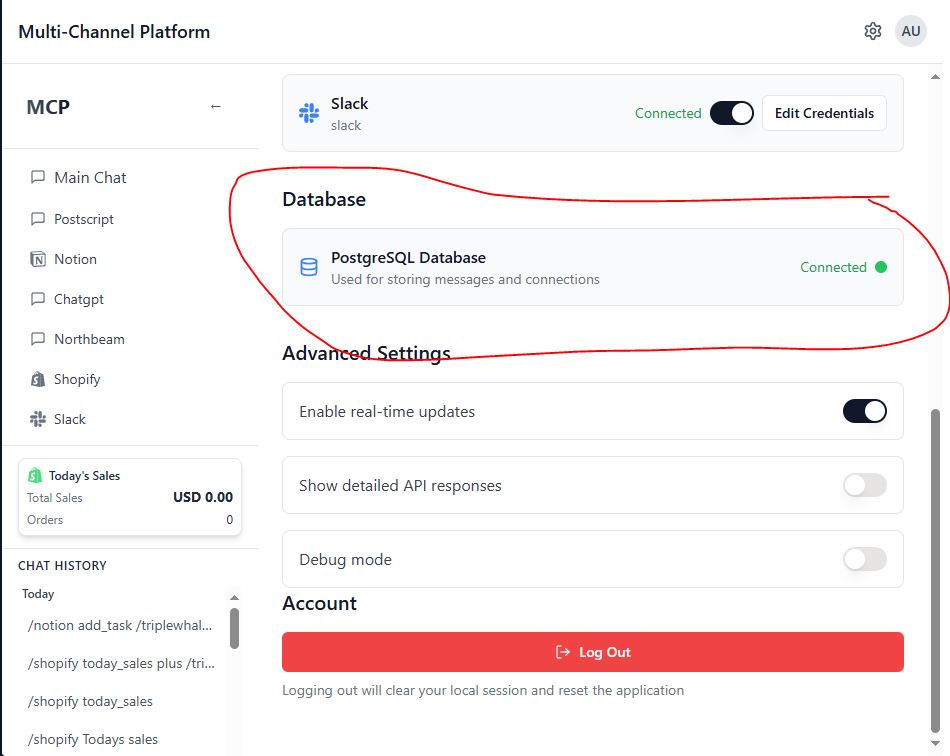 Multi-Channel Platform
AU
MCP
←
Main Chat
Postscript
Notion
Chatgpt
Northbeam
Shopify
Slack
Today's Sales
Total Sales USD 0.00
Orders 0
CHAT HISTORY
Today
/notion add_task /triplewhal...
/shopify today_sales plus /tri...
/shopify today_sales
/shopify Todays sales
Slack
slack
Connected
Edit Credentials
Database
PostgreSQL Database
Used for storing messages and connections
Connected
Advanced Settings
Enable real-time updates
Show detailed API responses
Debug mode
Account
Log Out
Logging out will clear your local session and reset the application